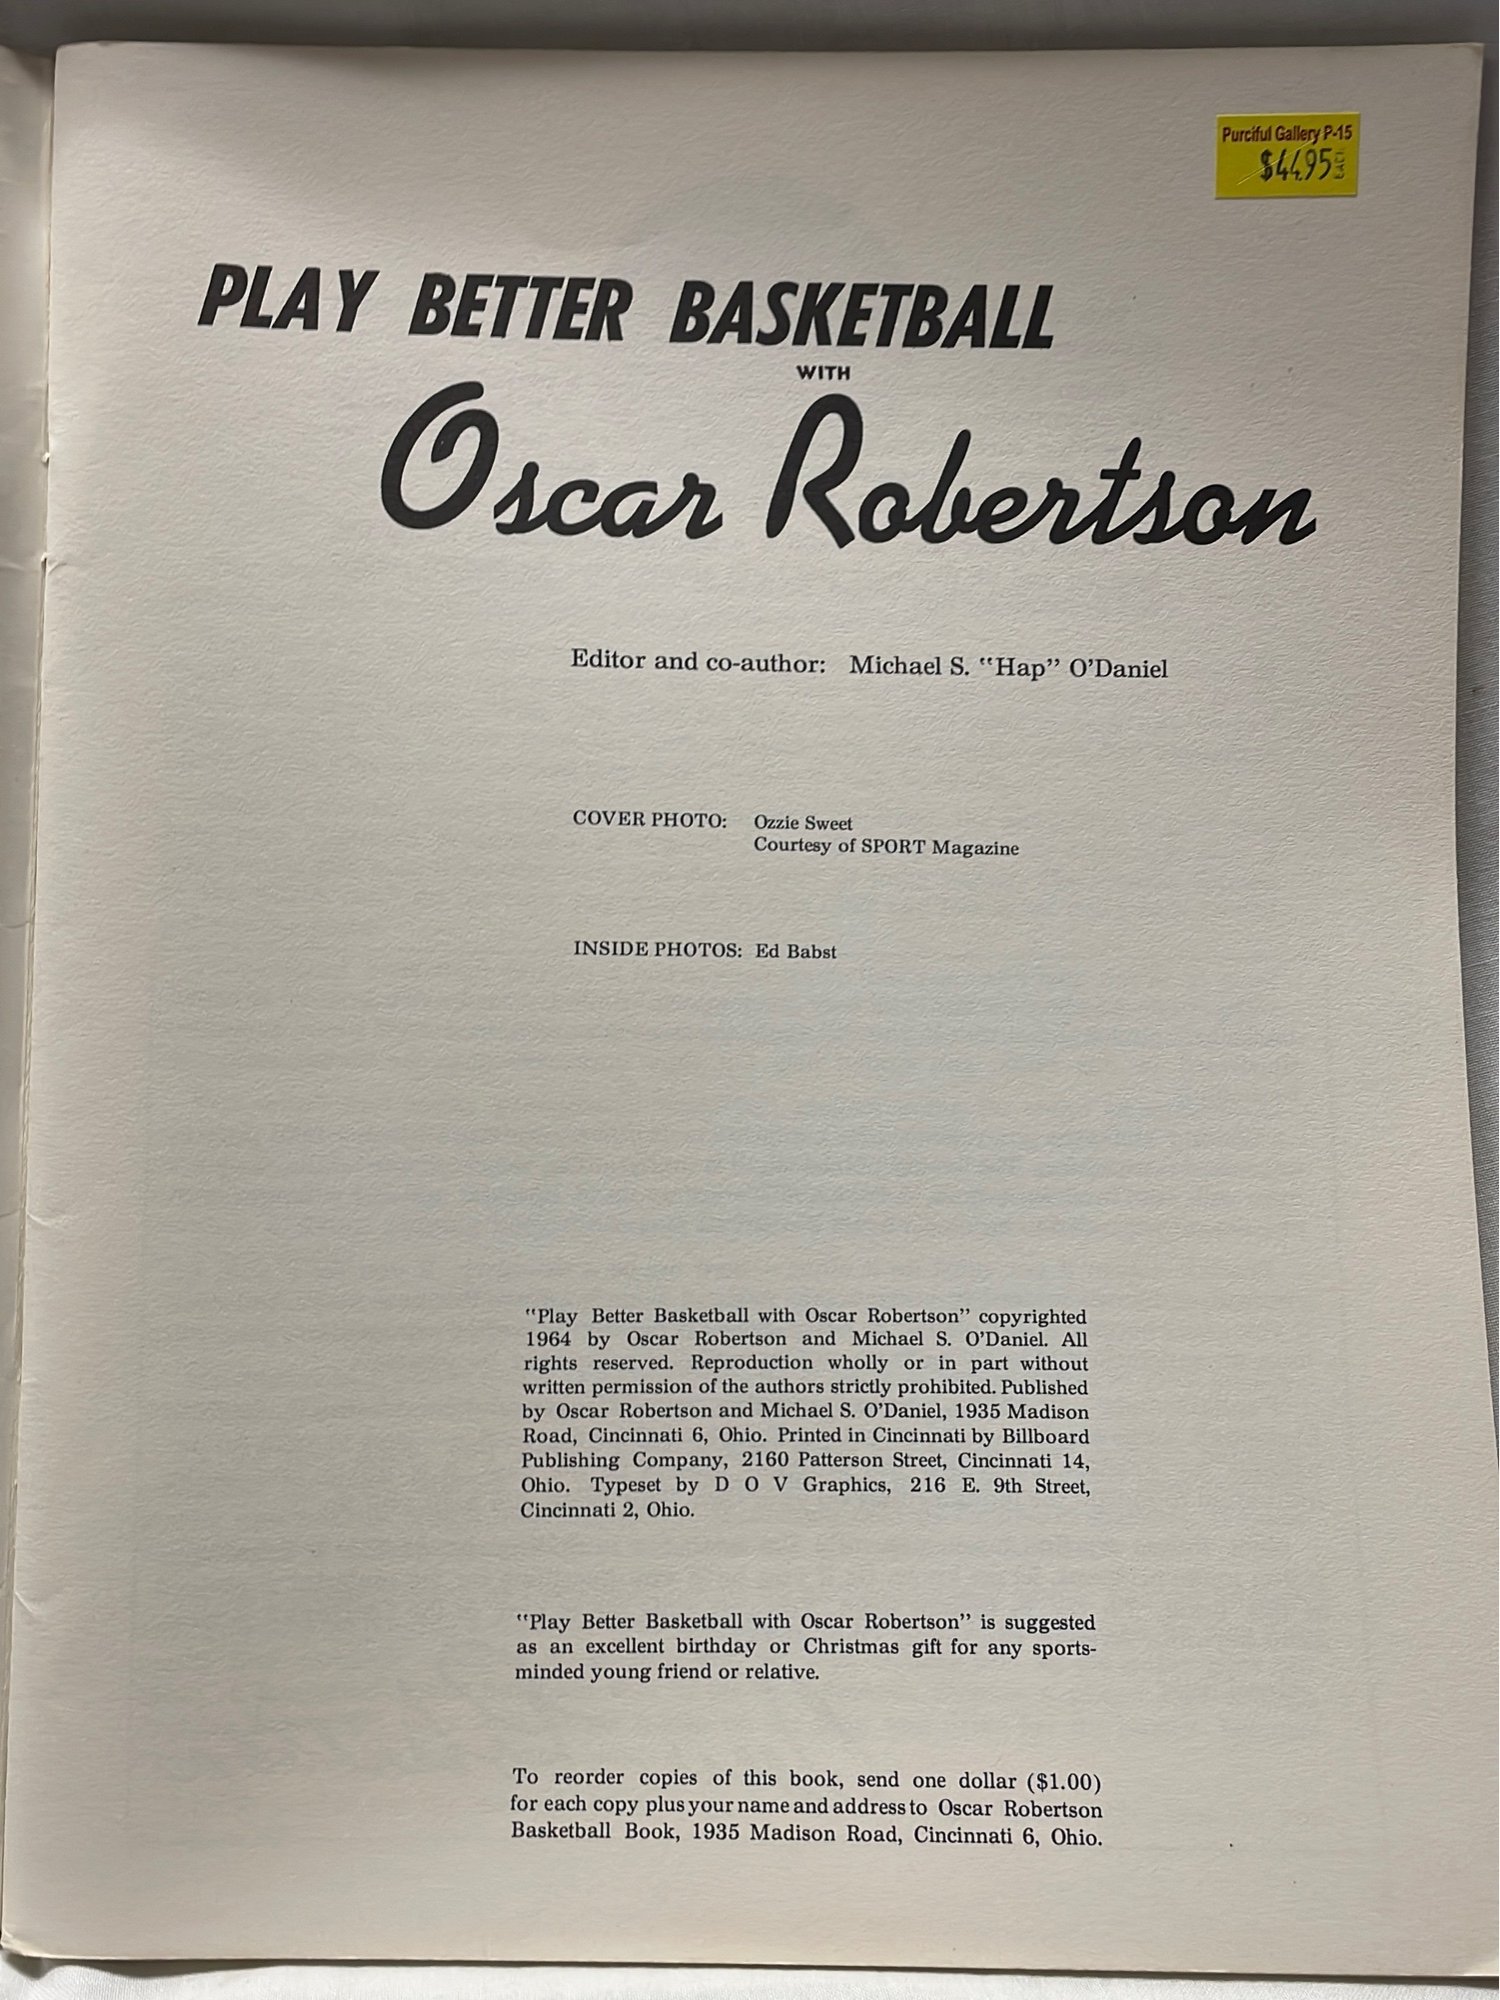 Purciful Gallery P-15
$44.95 EACH
PLAY BETTER BASKETBALL
WITH
Oscar Robertson
Editor and co-author: Michael S. "Hap" O'Daniel
COVER PHOTO: Ozzie Sweet
Courtesy of SPORT Magazine
INSIDE PHOTOS: Ed Babst
"Play Better Basketball with Oscar Robertson" copyrighted
1964 by Oscar Robertson and Michael S. O'Daniel. All
rights reserved. Reproduction wholly or in part without
written permission of the authors strictly prohibited. Published
by Oscar Robertson and Michael S. O'Daniel, 1935 Madison
Road, Cincinnati 6, Ohio. Printed in Cincinnati by Billboard
Publishing Company, 2160 Patterson Street, Cincinnati 14,
Ohio. Typeset by D O V Graphics, 216 E. 9th Street,
Cincinnati 2, Ohio.
"Play Better Basketball with Oscar Robertson" is suggested
as an excellent birthday or Christmas gift for any sports-
minded young friend or relative.
To reorder copies of this book, send one dollar ($1.00)
for each copy plus your name and address to Oscar Robertson
Basketball Book, 1935 Madison Road, Cincinnati 6, Ohio.